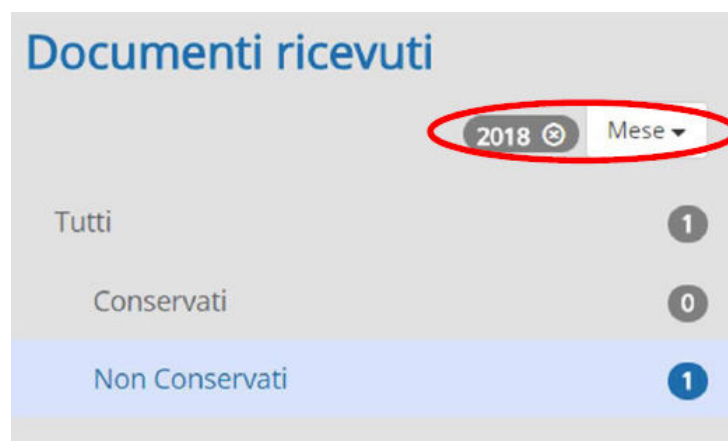 Documenti ricevuti
2018 Mese
Tutti 1
Conservati 0
Non Conservati 1